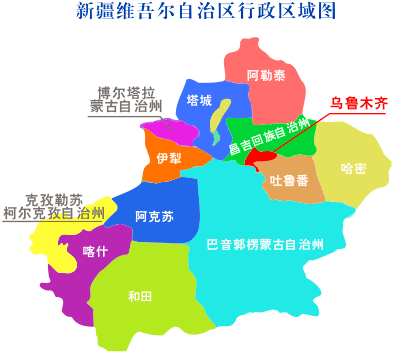 新疆维吾尔自治区行政区域图
阿勒泰
博尔塔拉
蒙古自治州
塔城
乌鲁木齐
昌吉回族自治州
伊犁
哈密
吐鲁番
克孜勒苏
柯尔克孜自治州
阿克苏
巴音郭楞蒙古自治州
喀什
和田